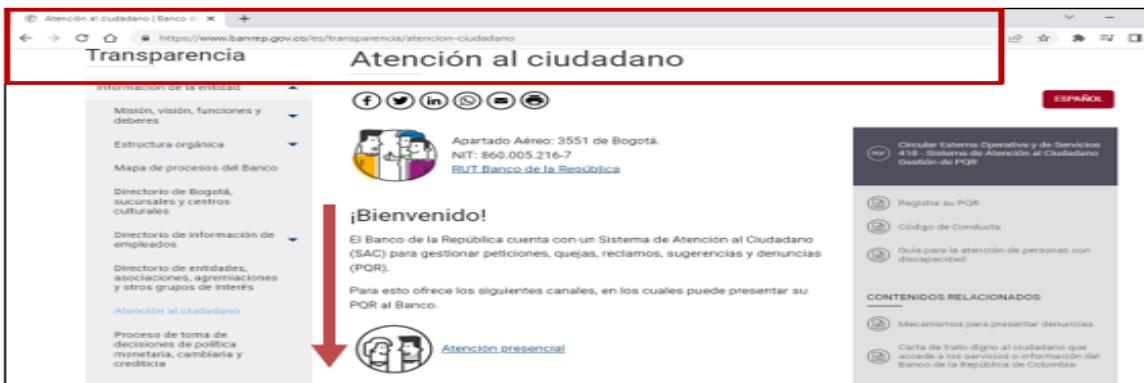 Atención al ciudadano | Banco d
https://www.banrep.gov.co/es/transparencia/atencion-ciudadano
Transparencia
Información de la entidad
Misión, visión, funciones y
deberes
Estructura orgánica
Mapa de procesos del Banco
Directorio de Bogotá,
sucursales y centros
culturales
Directorio de información de
empleados
Directorio de entidades,
asociaciones, agremiaciones
y otros grupos de interés
Atención al ciudadano
Proceso de toma de
decisiones de política
monetaria, cambiaria y
crediticia
Atención al ciudadano
Apartado Aéreo: 3551 de Bogotá.
NIT: 860.005.216-7
RUT Banco de la República
¡Bienvenido!
El Banco de la República cuenta con un Sistema de Atención al Ciudadano
(SAC) para gestionar peticiones, quejas, reclamos, sugerencias y denuncias
(PQR).
Para esto ofrece los siguientes canales, en los cuales puede presentar su
PQR al Banco.
Atención presencial
ESPAÑOL
PDF
Circular Externa Operativa y de Servicios
418 - Sistema de Atención al Ciudadano
Gestión de PQR
Registre su PQR
Código de Conducta
Guía para la atención de personas con
discapacidad
CONTENIDOS RELACIONADOS
Mecanismos para presentar denuncias
Carta de trato digno al ciudadano que
accede a los servicios o información del
Banco de la República de Colombia